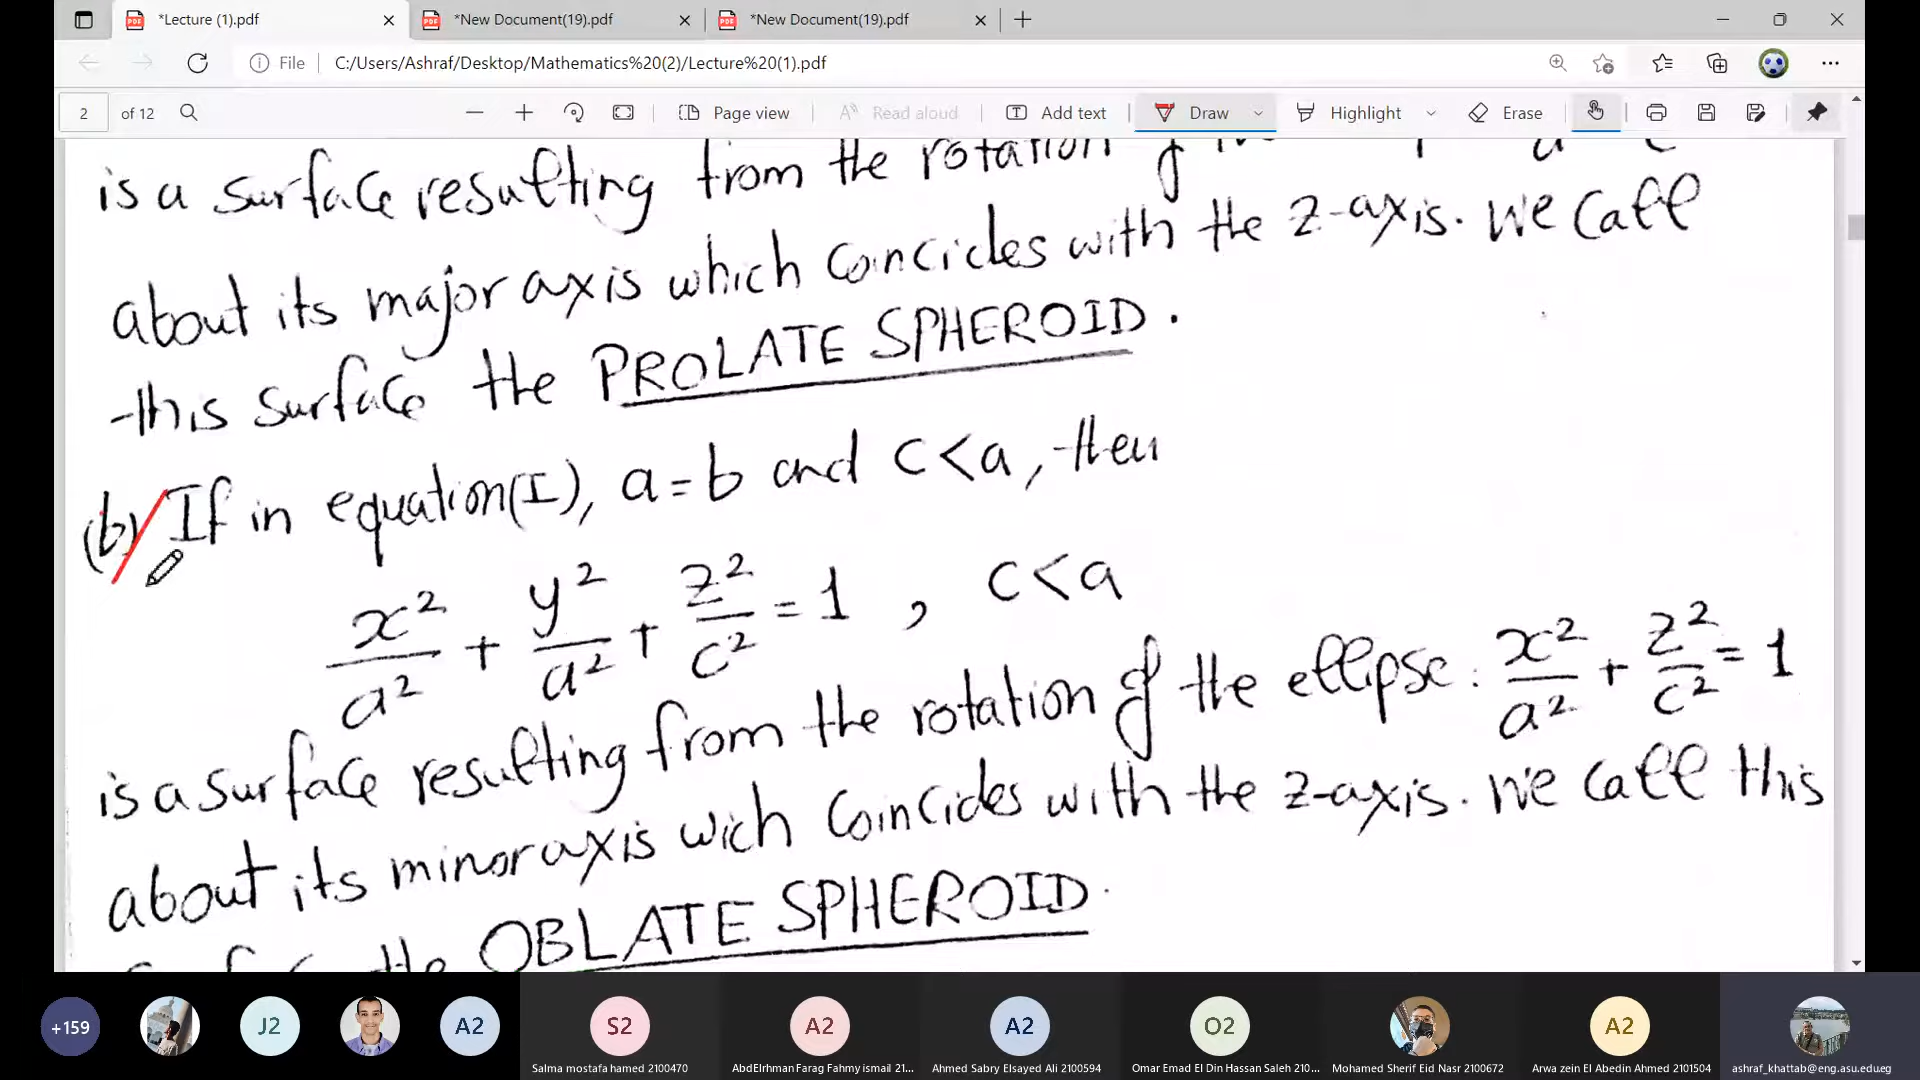 *Lecture (1).pdf
*New Document(19).pdf
*New Document(19).pdf
File
C:/Users/Ashraf/Desktop/Mathematics%20(2)/Lecture%20(1).pdf
2 of 12
Page view
Read aloud
Add text
Draw
Highlight
Erase
is a surface resulting from the rotation of
about its major axis which coincides with the z-axis. We call
this surface the PROLATE SPHEROID.
(b) If in equation(I), a = b and c < a, then
x²/a² + y²/a² + z²/c² = 1 , c < a
is a surface resulting from the rotation of the ellipse: x²/a² + z²/c² = 1
about its minor axis wich coincides with the z-axis. We call this
the OBLATE SPHEROID.
+159
J2
A2
S2
A2
A2
O2
A2
Salma mostafa hamed 2100470
AbdElrhman Farag Fahmy ismail 21...
Ahmed Sabry Elsayed Ali 2100594
Omar Emad El Din Hassan Saleh 210...
Mohamed Sherif Eid Nasr 2100672
Arwa zein El Abedin Ahmed 2101504
ashraf_khattab@eng.asu.edu.eg